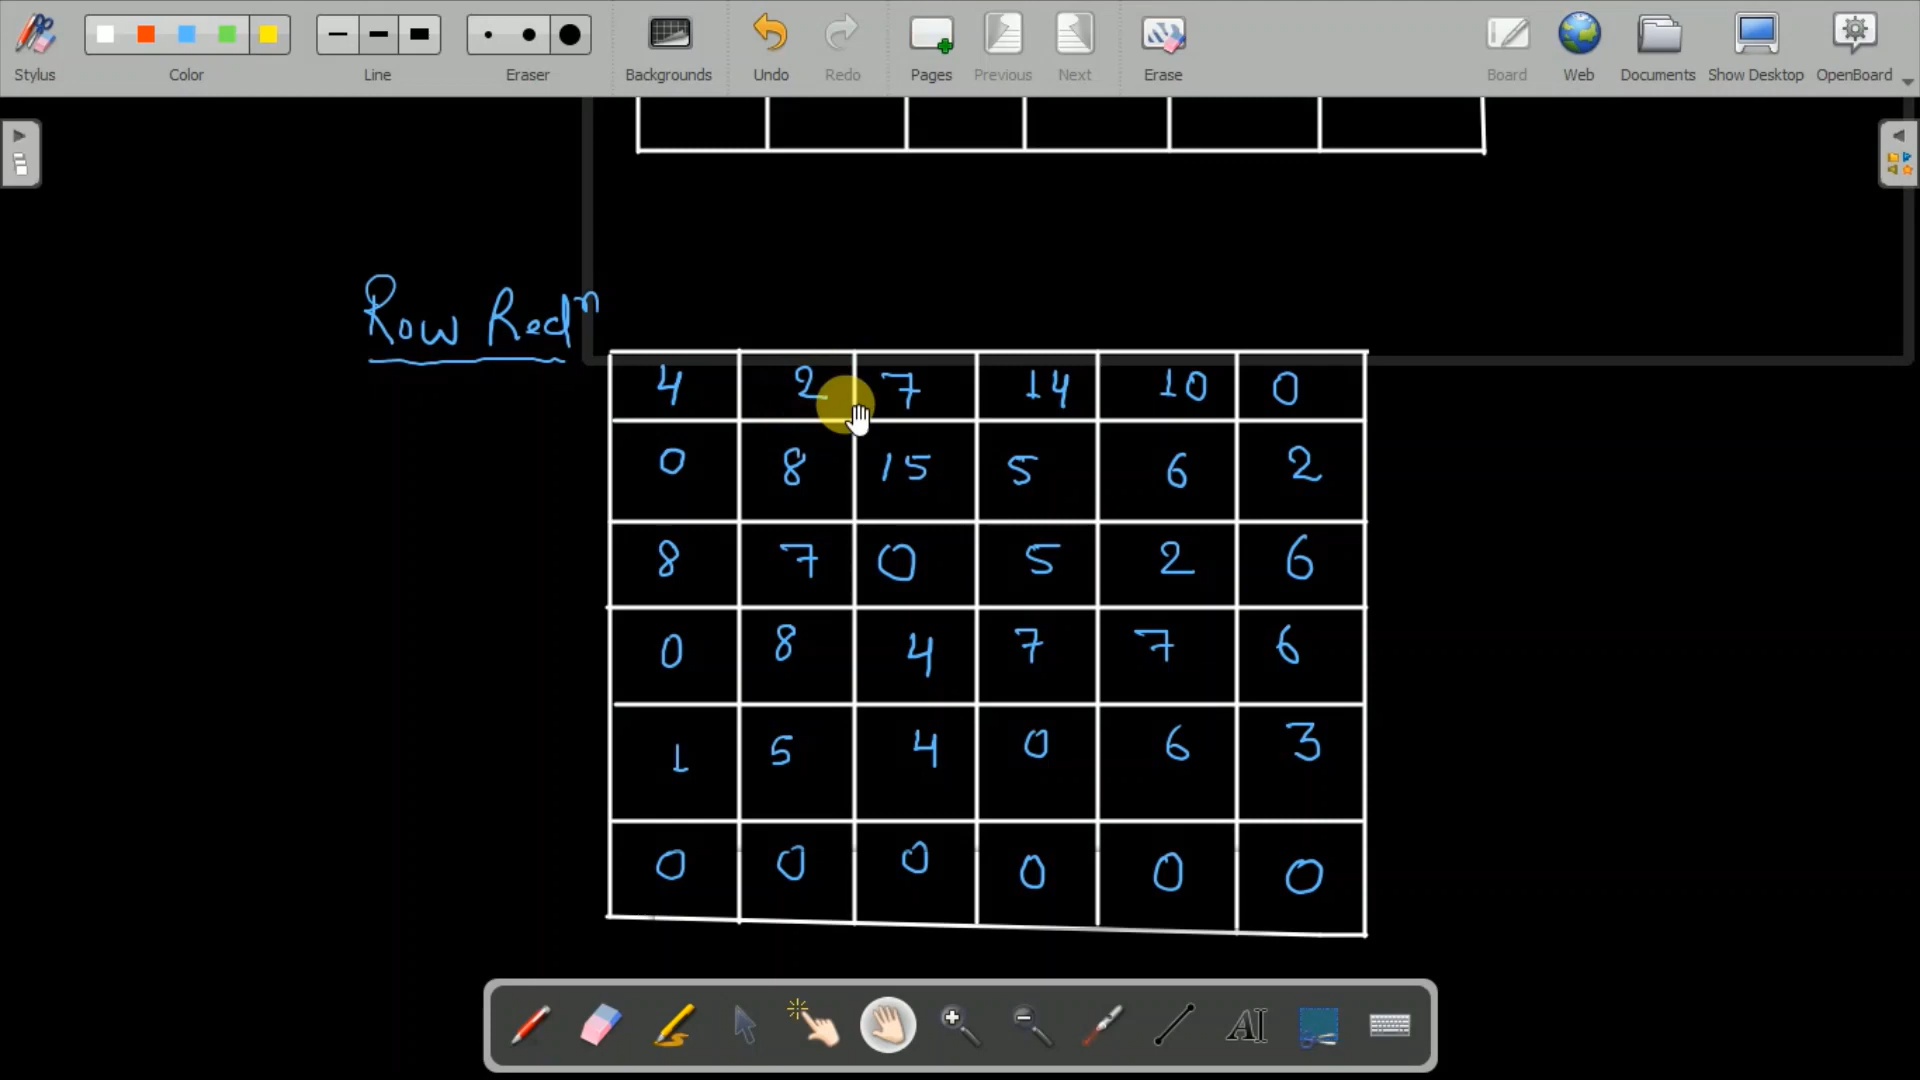 Stylus Color Line Eraser Backgrounds Undo Redo Pages Previous Next Erase Board Web Documents Show Desktop OpenBoard
Row Redⁿ
4 2 7 14 10 0
0 8 15 5 6 2
8 7 0 5 2 6
0 8 4 7 7 6
1 5 4 0 6 3
0 0 0 0 0 0
AI